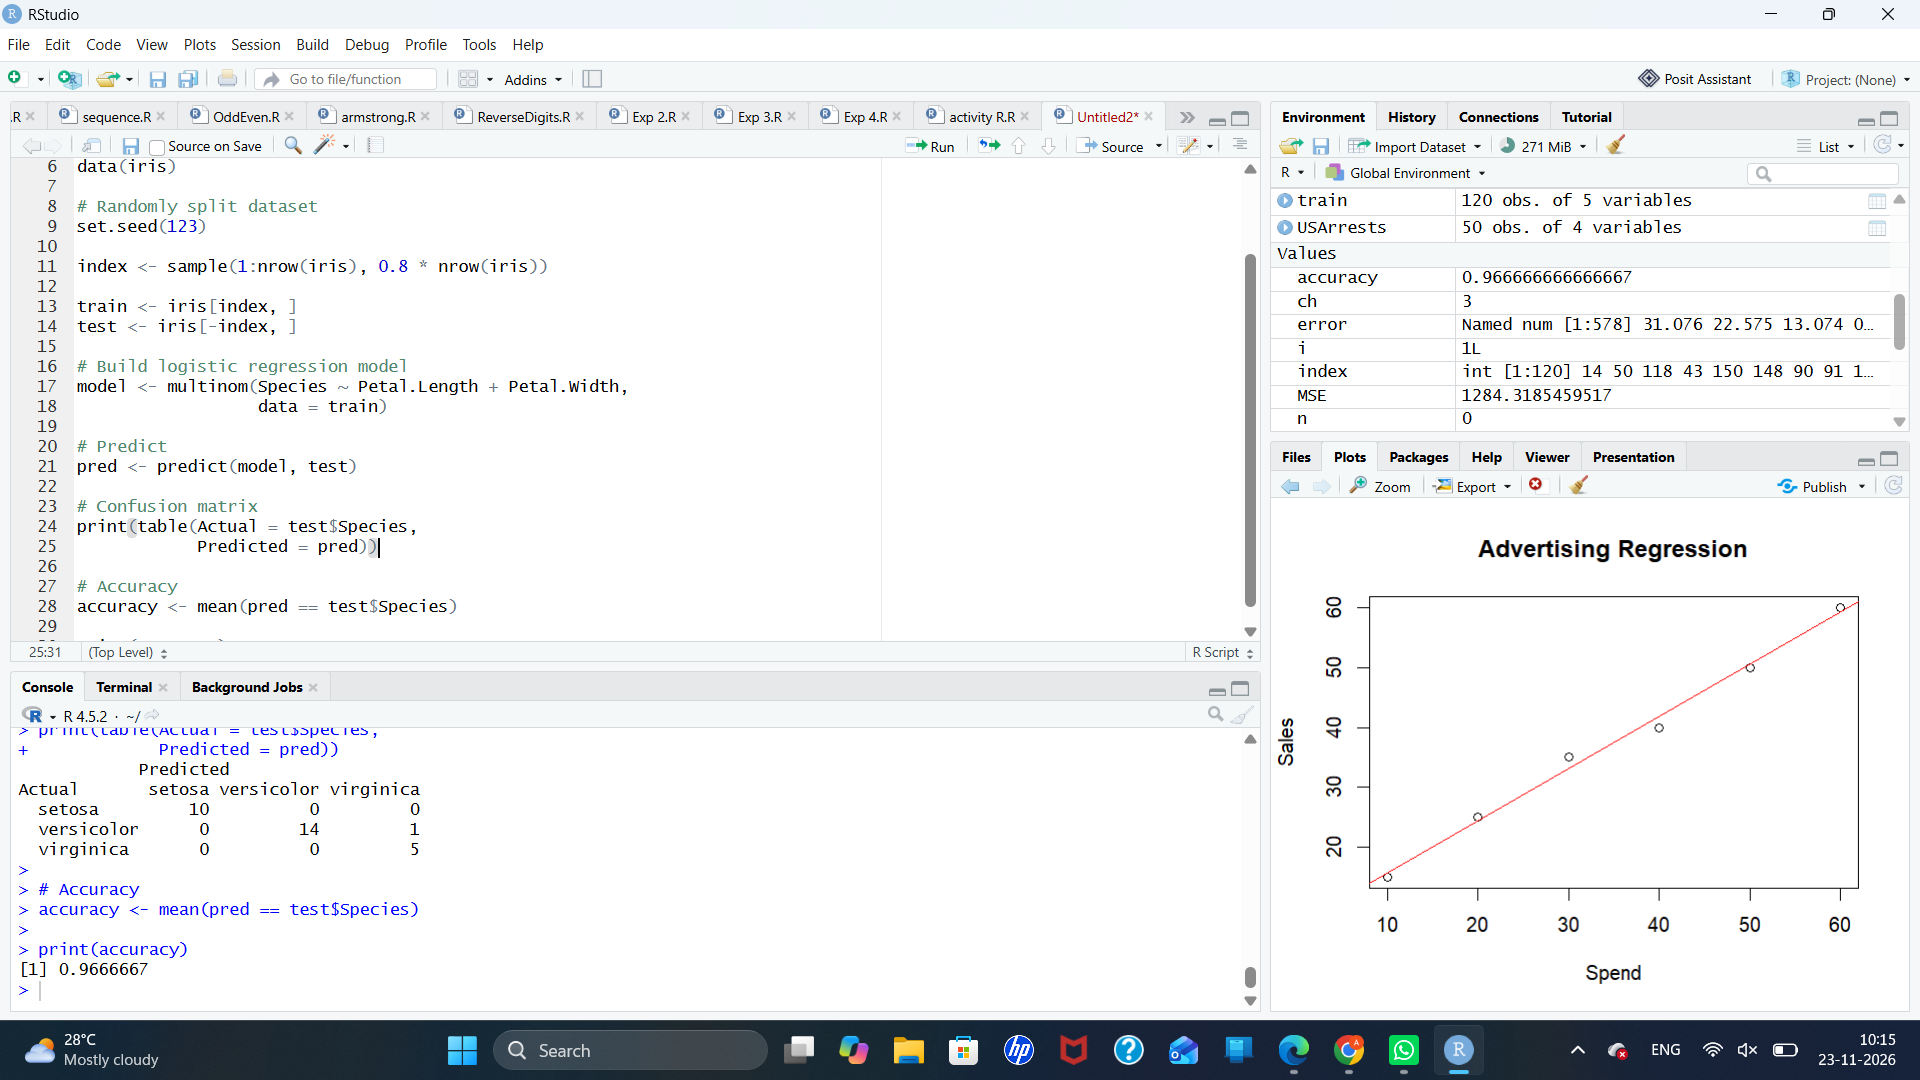 RStudio
File Edit Code View Plots Session Build Debug Profile Tools Help
Go to file/function Addins Posit Assistant Project: (None)
.R sequence.R OddEven.R armstrong.R ReverseDigits.R Exp 2.R Exp 3.R Exp 4.R activity R.R Untitled2*
Source on Save Run Source
6 data(iris)
7
8 # Randomly split dataset
9 set.seed(123)
10
11 index <- sample(1:nrow(iris), 0.8 * nrow(iris))
12
13 train <- iris[index, ]
14 test <- iris[-index, ]
15
16 # Build logistic regression model
17 model <- multinom(Species ~ Petal.Length + Petal.Width,
18 data = train)
19
20 # Predict
21 pred <- predict(model, test)
22
23 # Confusion matrix
24 print(table(Actual = test$Species,
25 Predicted = pred))
26
27 # Accuracy
28 accuracy <- mean(pred == test$Species)
29
25:31 (Top Level) R Script
Console Terminal Background Jobs
R 4.5.2 · ~/
> print(table(Actual = test$Species,
+ Predicted = pred))
Predicted
Actual setosa versicolor virginica
setosa 10 0 0
versicolor 0 14 1
virginica 0 0 5
>
> # Accuracy
> accuracy <- mean(pred == test$Species)
>
> print(accuracy)
[1] 0.9666667
>
Environment History Connections Tutorial
Import Dataset 271 MiB List
R Global Environment
train 120 obs. of 5 variables
USArrests 50 obs. of 4 variables
Values
accuracy 0.966666666666667
ch 3
error Named num [1:578] 31.076 22.575 13.074 0...
i 1L
index int [1:120] 14 50 118 43 150 148 90 91 1...
MSE 1284.3185459517
n 0
Files Plots Packages Help Viewer Presentation
Zoom Export Publish
Advertising Regression
Sales
60
50
40
30
20
10 20 30 40 50 60
Spend
28°C
Mostly cloudy
Search
hp
ENG
10:15
23-11-2026